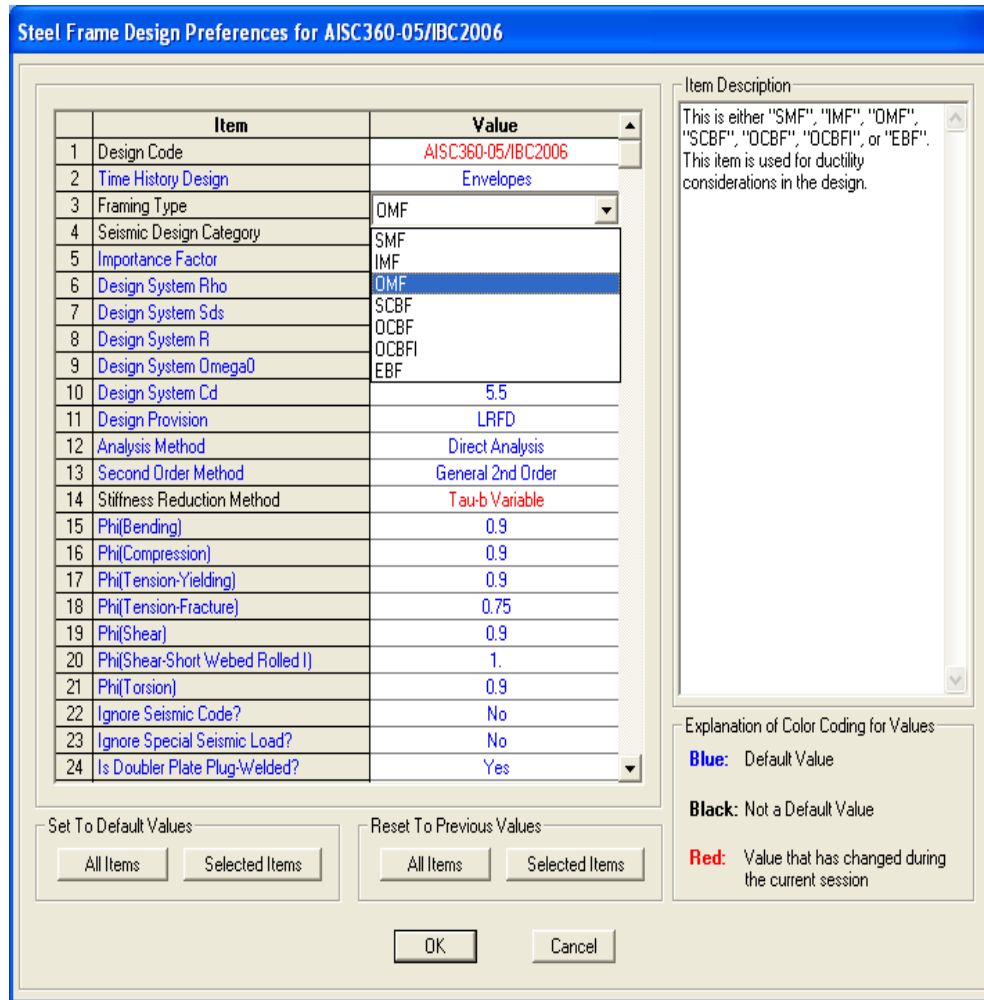 Steel Frame Design Preferences for AISC360-05/IBC2006
Item Value
1 Design Code AISC360-05/IBC2006
2 Time History Design Envelopes
3 Framing Type OMF
4 Seismic Design Category
SMF
5 Importance Factor
IMF
6 Design System Rho
OMF
7 Design System Sds
SCBF
8 Design System R
OCBF
9 Design System Omega0
OCBFI
EBF
10 Design System Cd 5.5
11 Design Provision LRFD
12 Analysis Method Direct Analysis
13 Second Order Method General 2nd Order
14 Stiffness Reduction Method Tau-b Variable
15 Phi(Bending) 0.9
16 Phi(Compression) 0.9
17 Phi(Tension-Yielding) 0.9
18 Phi(Tension-Fracture) 0.75
19 Phi(Shear) 0.9
20 Phi(Shear-Short Webed Rolled I) 1.
21 Phi(Torsion) 0.9
22 Ignore Seismic Code? No
23 Ignore Special Seismic Load? No
24 Is Doubler Plate Plug-Welded? Yes
Item Description
This is either "SMF", "IMF", "OMF",
"SCBF", "OCBF", "OCBFI", or "EBF".
This item is used for ductility
considerations in the design.
Explanation of Color Coding for Values
Blue: Default Value
Black: Not a Default Value
Red: Value that has changed during
the current session
Set To Default Values
All Items Selected Items
Reset To Previous Values
All Items Selected Items
OK Cancel